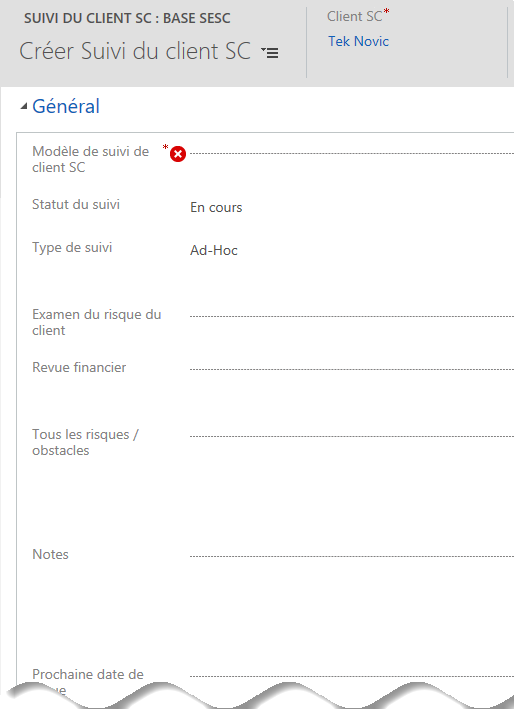 SUIVI DU CLIENT SC : BASE SESC
Créer Suivi du client SC
Client SC*
Tek Novic
Général
Modèle de suivi de *
client SC
Statut du suivi
En cours
Type de suivi
Ad-Hoc
Examen du risque du
client
Revue financier
Tous les risques /
obstacles
Notes
Prochaine date de